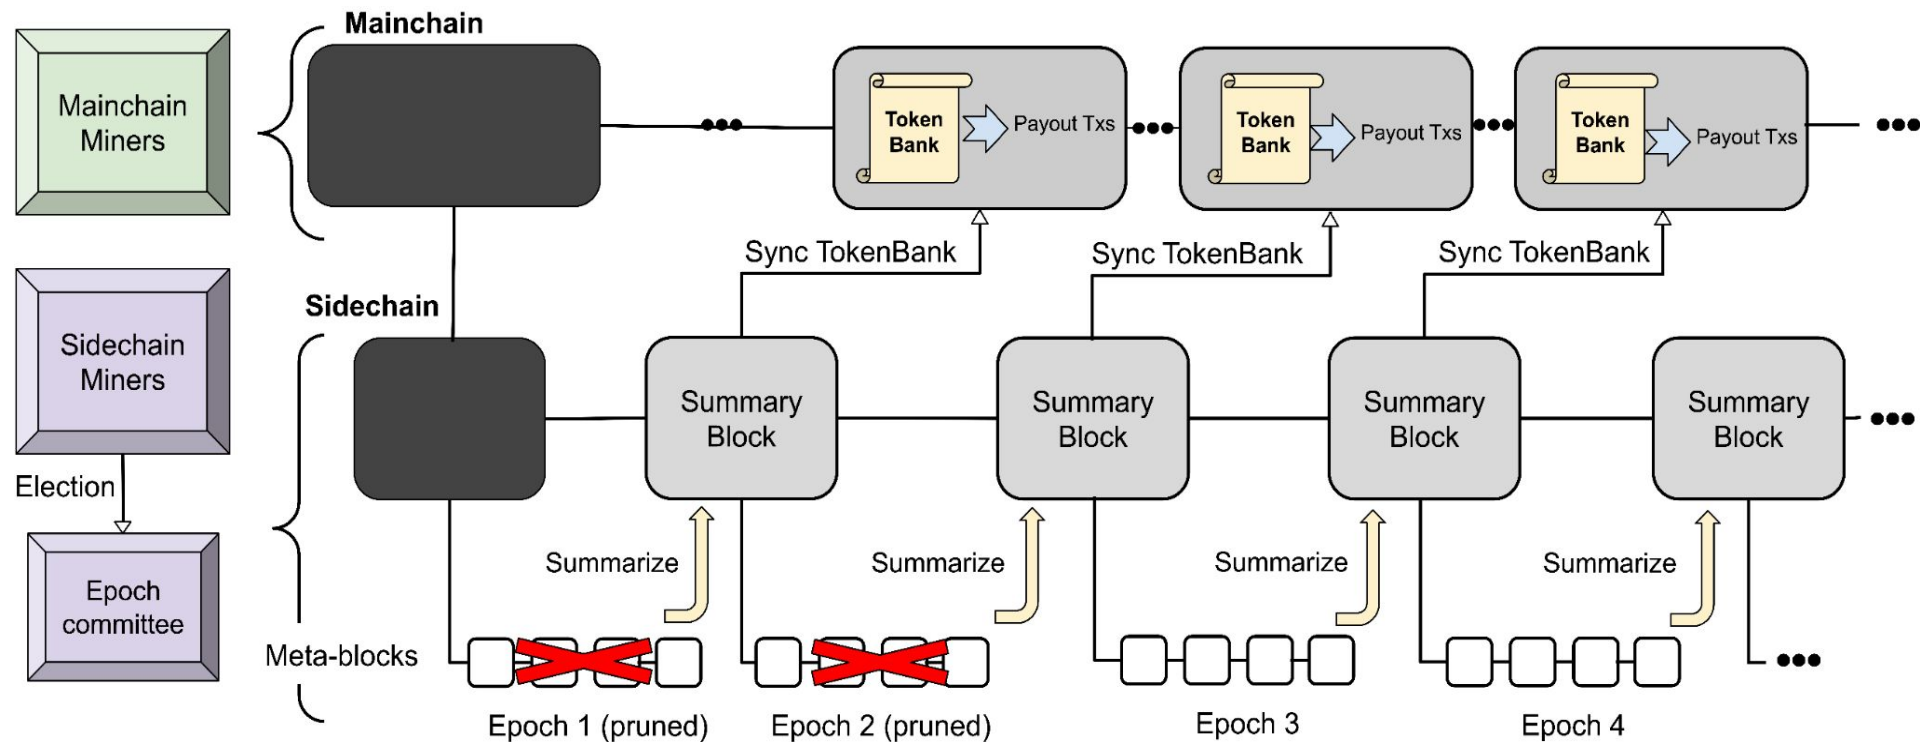 Mainchain
Mainchain
Miners
Token
Bank
Payout Txs
Token
Bank
Payout Txs
Token
Bank
Payout Txs
Sync TokenBank
Sync TokenBank
Sync TokenBank
Sidechain
Sidechain
Miners
Summary
Block
Summary
Block
Summary
Block
Summary
Block
Election
Summarize
Summarize
Summarize
Summarize
Epoch
committee
Meta-blocks
Epoch 1 (pruned)
Epoch 2 (pruned)
Epoch 3
Epoch 4